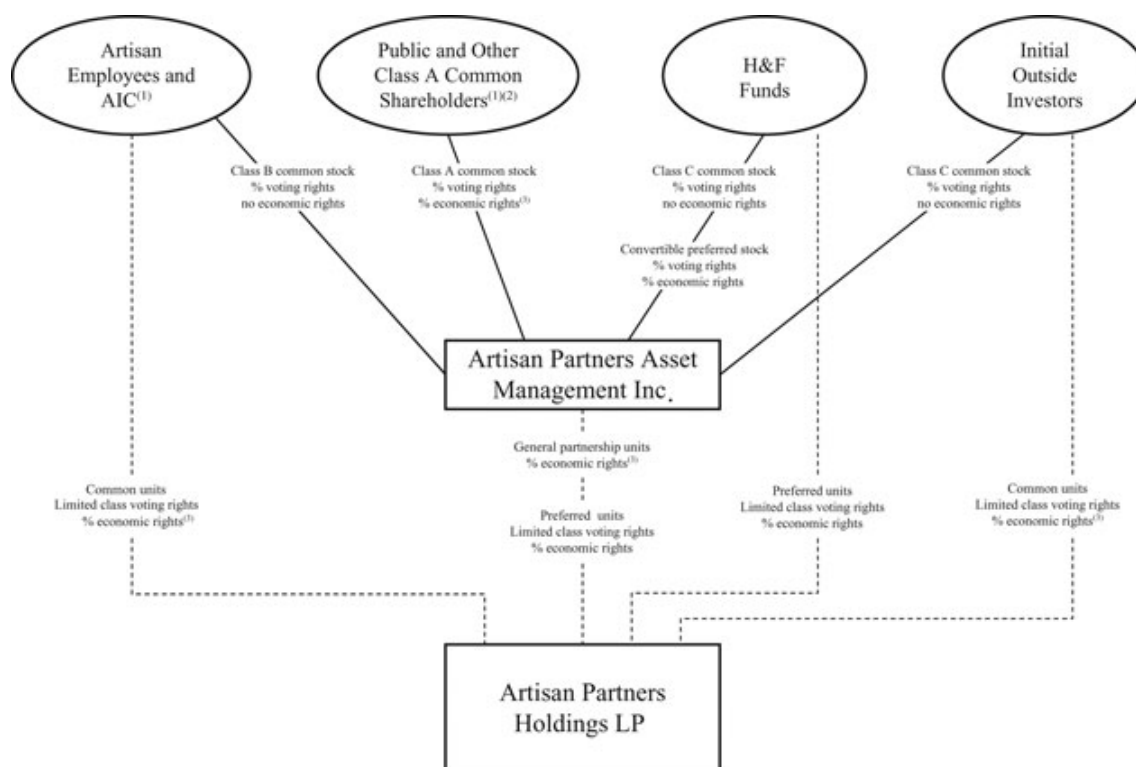 Artisan
Employees and
AIC(1)
Public and Other
Class A Common
Shareholders(1)(2)
H&F
Funds
Initial
Outside
Investors
Class B common stock
% voting rights
no economic rights
Class A common stock
% voting rights
% economic rights(3)
Class C common stock
% voting rights
no economic rights
Convertible preferred stock
% voting rights
% economic rights
Class C common stock
% voting rights
no economic rights
Artisan Partners Asset
Management Inc.
General partnership units
% economic rights(3)
Common units
Limited class voting rights
% economic rights(3)
Preferred units
Limited class voting rights
% economic rights
Preferred units
Limited class voting rights
% economic rights
Common units
Limited class voting rights
% economic rights(3)
Artisan Partners
Holdings LP